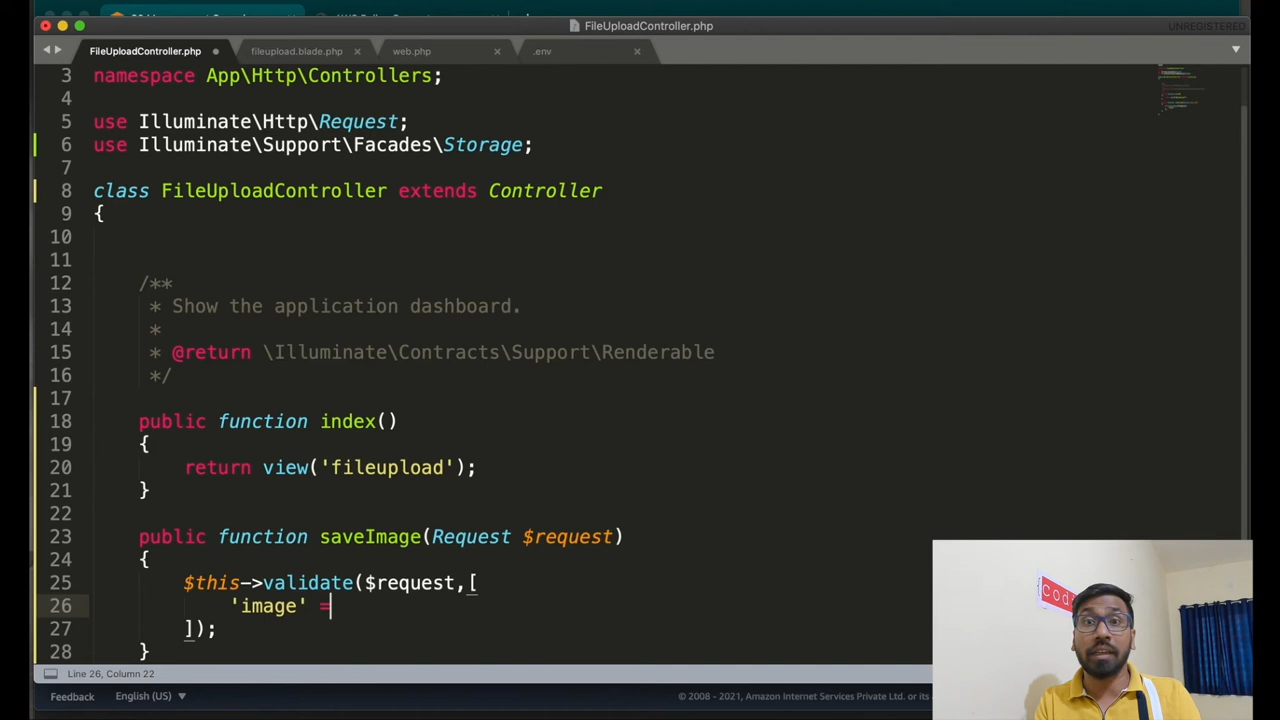 FileUploadController.php
UNREGISTERED
FileUploadController.php
fileupload.blade.php
web.php
.env
3 namespace App\Http\Controllers;
4
5 use Illuminate\Http\Request;
6 use Illuminate\Support\Facades\Storage;
7
8 class FileUploadController extends Controller
9 {
10
11
12 /**
13 * Show the application dashboard.
14 *
15 * @return \Illuminate\Contracts\Support\Renderable
16 */
17
18 public function index()
19 {
20 return view('fileupload');
21 }
22
23 public function saveImage(Request $request)
24 {
25 $this->validate($request,[
26 'image' =
27 ]);
28 }
Line 26, Column 22
Feedback
English (US)
© 2008 - 2021, Amazon Internet Services Private Ltd. or its